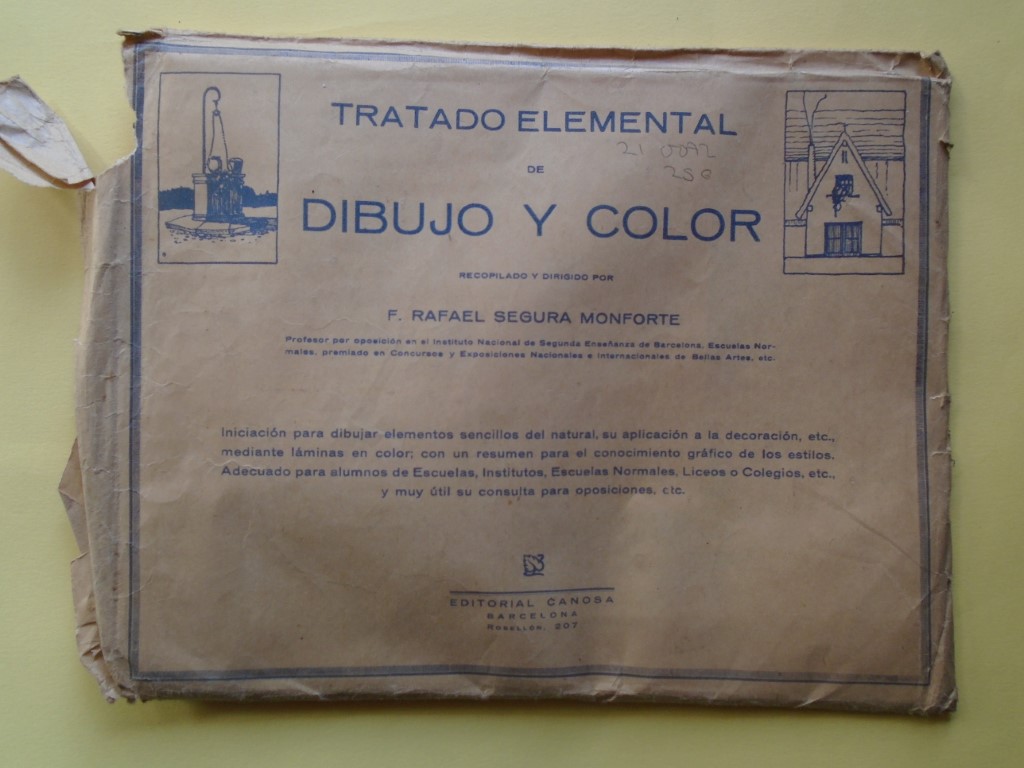 TRATADO ELEMENTAL
DE
DIBUJO Y COLOR
RECOPILADO Y DIRIGIDO POR
F. RAFAEL SEGURA MONFORTE
Profesor por oposición en el Instituto Nacional de Segunda Enseñanza de Barcelona, Escuelas Nor-
males, premiado en Concursos y Exposiciones Nacionales e Internacionales de Bellas Artes, etc.
Iniciación para dibujar elementos sencillos del natural, su aplicación a la decoración, etc.,
mediante láminas en color; con un resumen para el conocimiento gráfico de los estilos.
Adecuado para alumnos de Escuelas, Institutos, Escuelas Normales, Liceos o Colegios, etc.,
y muy útil su consulta para oposiciones, etc.
EDITORIAL CANOSA
BARCELONA
ROSELLÓN, 207